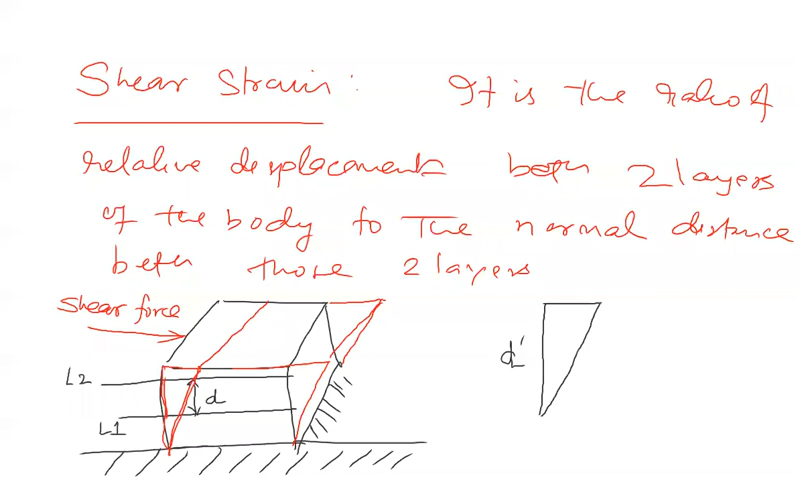 Shear Strain: It is the ratio of
relative displacement betn 2 layers
of the body to The normal distance
betn those 2 layers
Shear force
L2
d
L1
d'